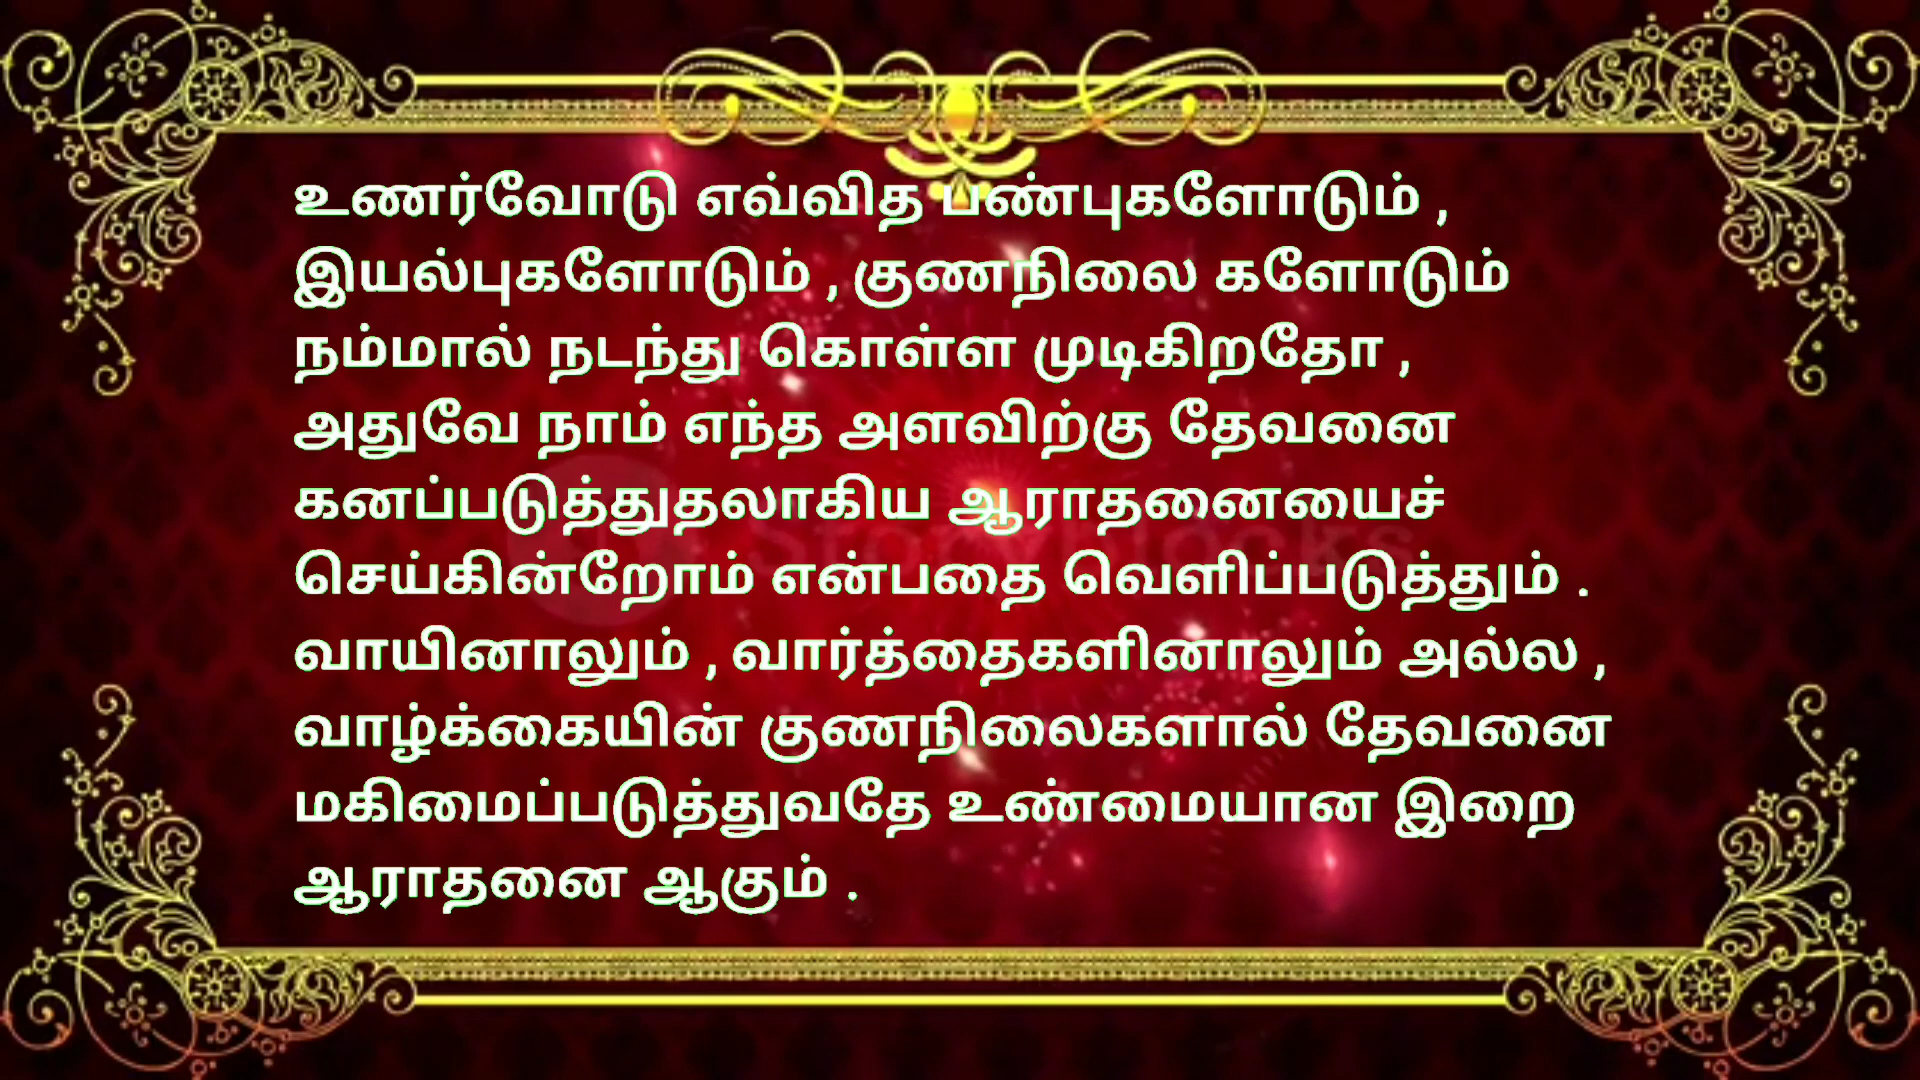 உணர்வோடு எவ்வித பண்புகளோடும் ,
இயல்புகளோடும் , குணநிலை களோடும்
நம்மால் நடந்து கொள்ள முடிகிறதோ ,
அதுவே நாம் எந்த அளவிற்கு தேவனை
கனப்படுத்துதலாகிய ஆராதனையைச்
செய்கின்றோம் என்பதை வெளிப்படுத்தும் .
வாயினாலும் , வார்த்தைகளினாலும் அல்ல ,
வாழ்க்கையின் குணநிலைகளால் தேவனை
மகிமைப்படுத்துவதே உண்மையான இறை
ஆராதனை ஆகும் .
Storyblocks